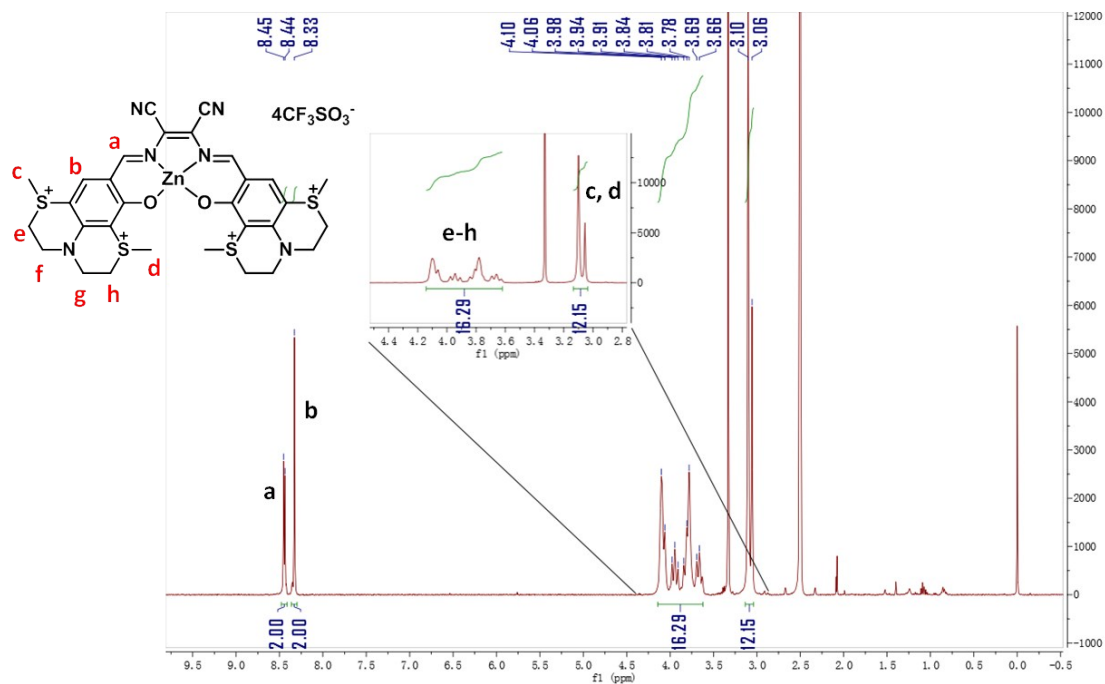 8.45
8.44
8.33
4.10
4.06
3.98
3.94
3.91
3.84
3.81
3.78
3.69
3.66
3.10
3.06
NC
CN
4CF₃SO₃⁻
a
N
N
b
Zn
c
S⁺
O
O
S⁺
e
N
S⁺
S⁺
N
f
d
g
h
e-h
c, d
10000
5000
0
16.29
12.15
4.4 4.2 4.0 3.8 3.6 3.4 3.2 3.0 2.8
f1 (ppm)
a
b
2.00
2.00
16.29
12.15
12000
11000
10000
9000
8000
7000
6000
5000
4000
3000
2000
1000
0
-1000
9.5 9.0 8.5 8.0 7.5 7.0 6.5 6.0 5.5 5.0 4.5 4.0 3.5 3.0 2.5 2.0 1.5 1.0 0.5 0.0 -0.5
f1 (ppm)